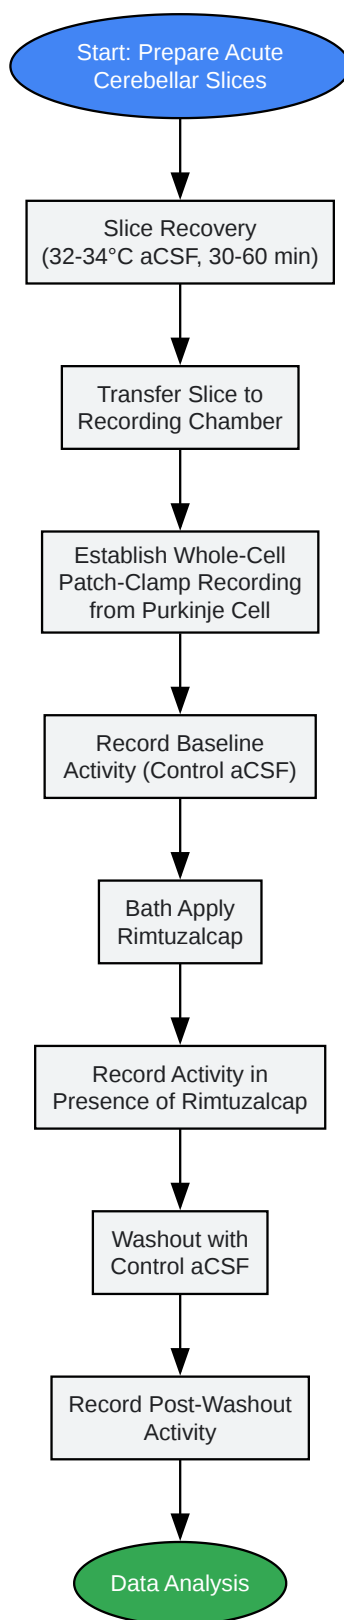 Start: Prepare Acute
Cerebellar Slices
Slice Recovery
(32-34°C aCSF, 30-60 min)
Transfer Slice to
Recording Chamber
Establish Whole-Cell
Patch-Clamp Recording
from Purkinje Cell
Record Baseline
Activity (Control aCSF)
Bath Apply
Rimtuzalcap
Record Activity in
Presence of Rimtuzalcap
Washout with
Control aCSF
Record Post-Washout
Activity
Data Analysis